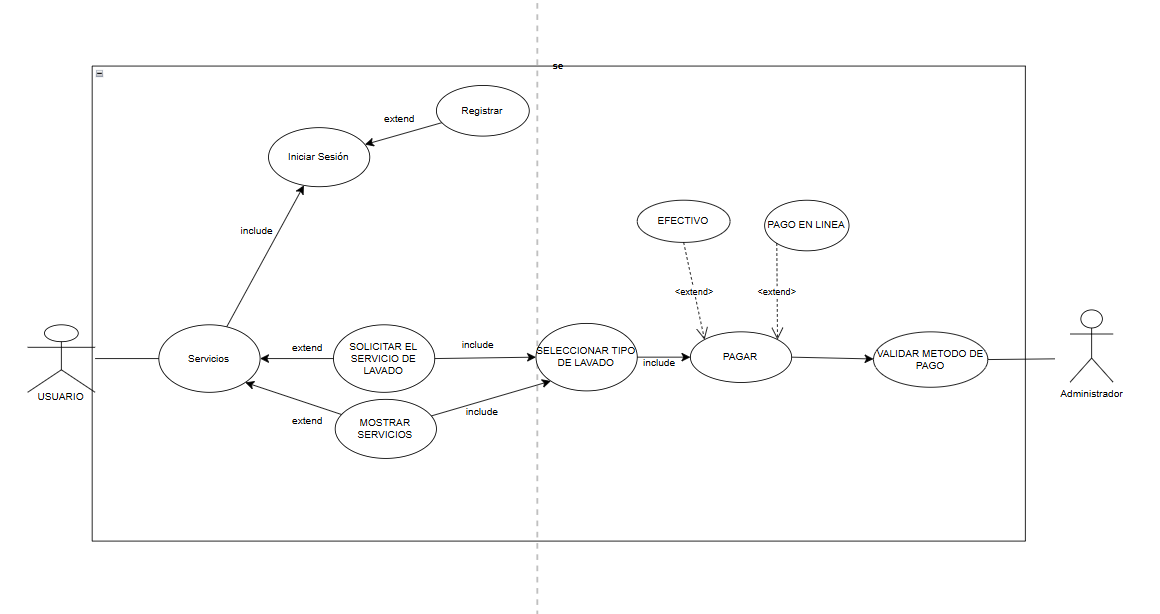 se
Registrar
extend
Iniciar Sesión
include
EFECTIVO
PAGO EN LINEA
<extend>
<extend>
USUARIO
Servicios
extend
SOLICITAR EL
SERVICIO DE
LAVADO
include
SELECCIONAR TIPO
DE LAVADO
include
PAGAR
VALIDAR METODO DE
PAGO
Administrador
extend
MOSTRAR
SERVICIOS
include